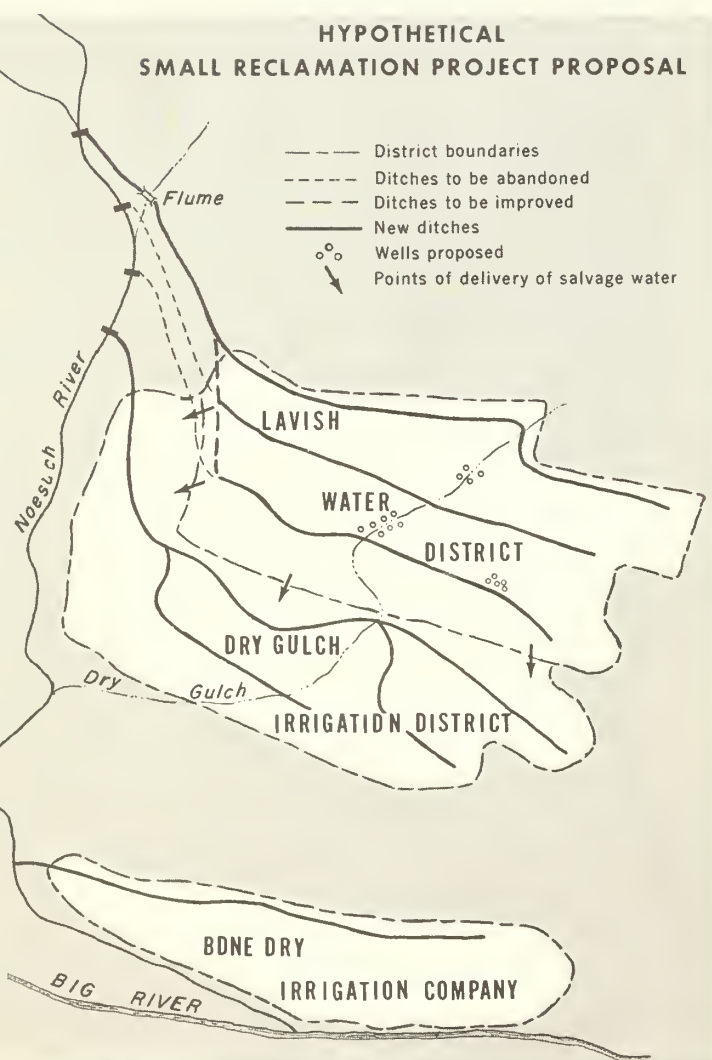 HYPOTHETICAL
SMALL RECLAMATION PROJECT PROPOSAL
District boundaries
Ditches to be abandoned
Ditches to be improved
New ditches
Wells proposed
Points of delivery of salvage water
Flume
Noesuch River
LAVISH
WATER
DISTRICT
DRY GULCH
IRRIGATION DISTRICT
Dry Gulch
BONE DRY
IRRIGATION COMPANY
BIG RIVER